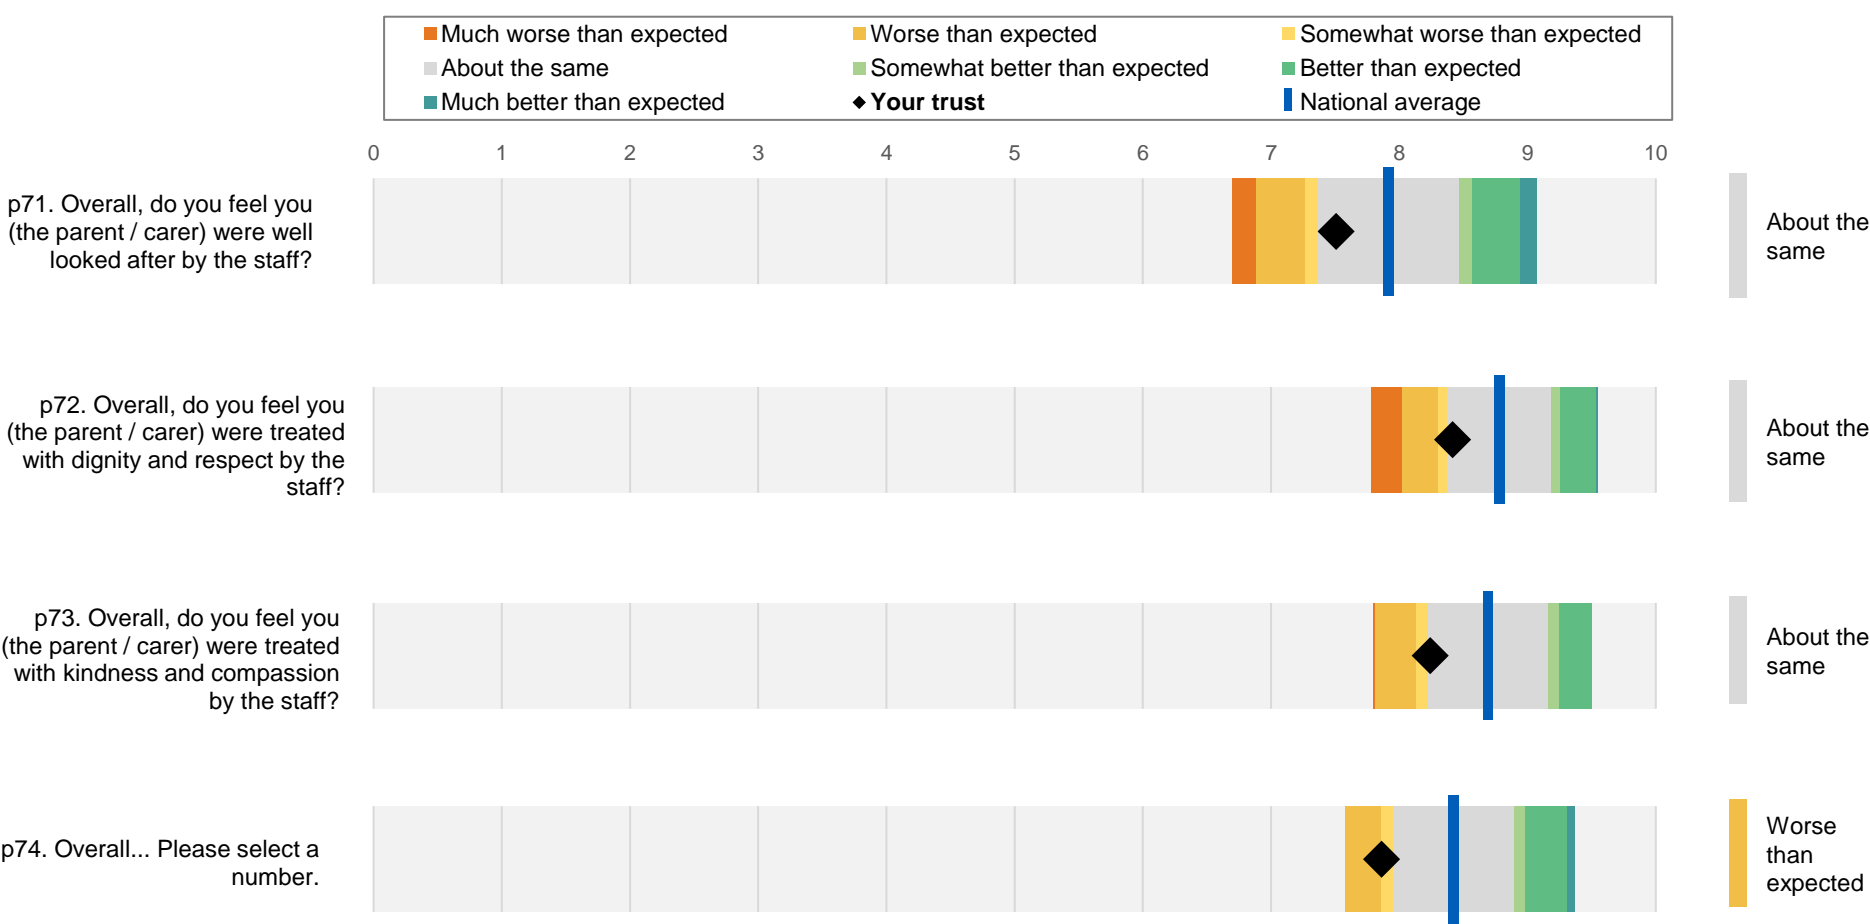 Much worse than expected
Worse than expected
Somewhat worse than expected
About the same
Somewhat better than expected
Better than expected
Much better than expected
Your trust
National average
0 1 2 3 4 5 6 7 8 9 10
p71. Overall, do you feel you
(the parent / carer) were well
looked after by the staff?
About the
same
p72. Overall, do you feel you
(the parent / carer) were treated
with dignity and respect by the
staff?
About the
same
p73. Overall, do you feel you
(the parent / carer) were treated
with kindness and compassion
by the staff?
About the
same
p74. Overall... Please select a
number.
Worse
than
expected